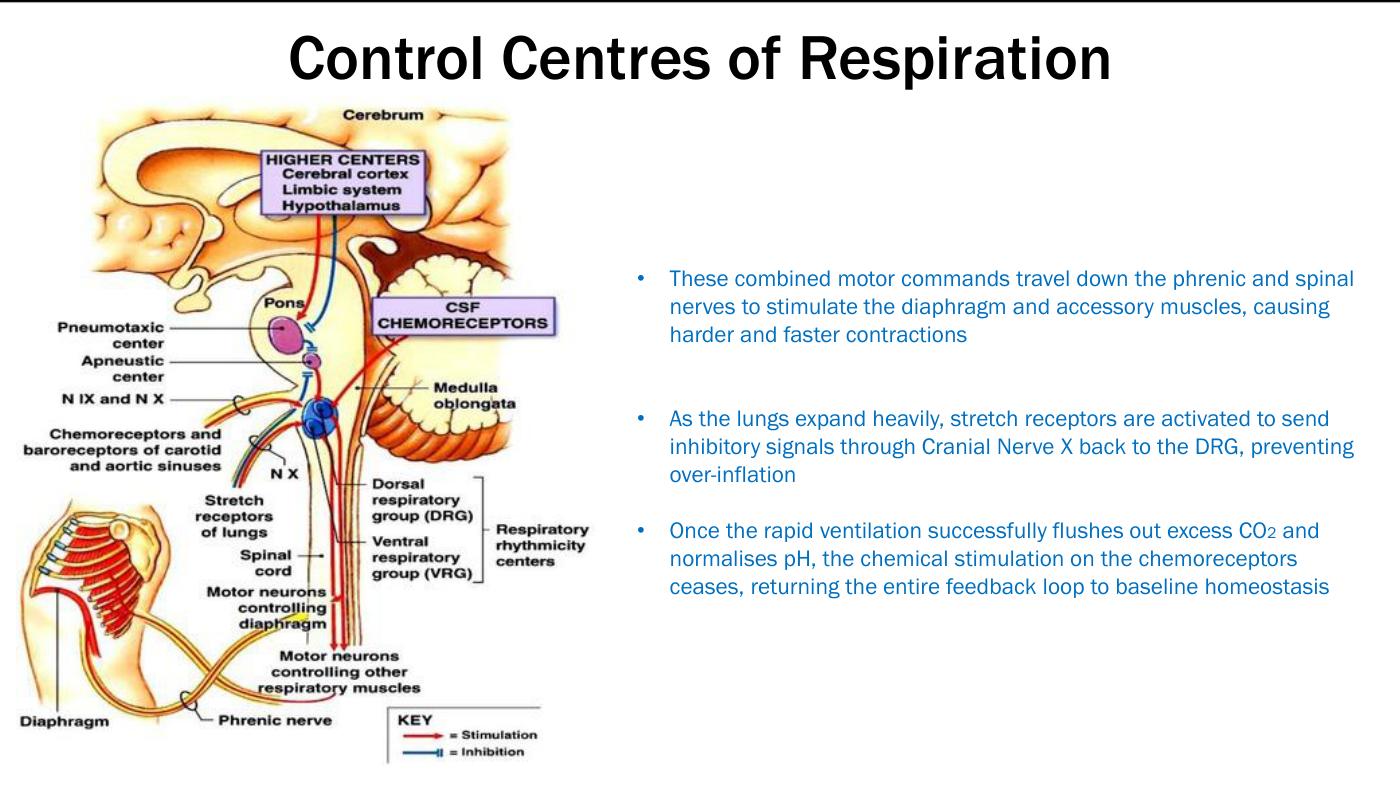 Control Centres of Respiration
Cerebrum
HIGHER CENTERS
Cerebral cortex
Limbic system
Hypothalamus
Pons
CSF
CHEMORECEPTORS
Pneumotaxic
center
Apneustic
center
N IX and N X
Medulla
oblongata
Chemoreceptors and
baroreceptors of carotid
and aortic sinuses
N X
Stretch
receptors
of lungs
Dorsal
respiratory
group (DRG)
Ventral
respiratory
group (VRG)
Respiratory
rhythmicity
centers
Spinal
cord
Motor neurons
controlling
diaphragm
Motor neurons
controlling other
respiratory muscles
Diaphragm
Phrenic nerve
KEY
= Stimulation
= Inhibition
• These combined motor commands travel down the phrenic and spinal
nerves to stimulate the diaphragm and accessory muscles, causing
harder and faster contractions
• As the lungs expand heavily, stretch receptors are activated to send
inhibitory signals through Cranial Nerve X back to the DRG, preventing
over-inflation
• Once the rapid ventilation successfully flushes out excess CO2 and
normalises pH, the chemical stimulation on the chemoreceptors
ceases, returning the entire feedback loop to baseline homeostasis